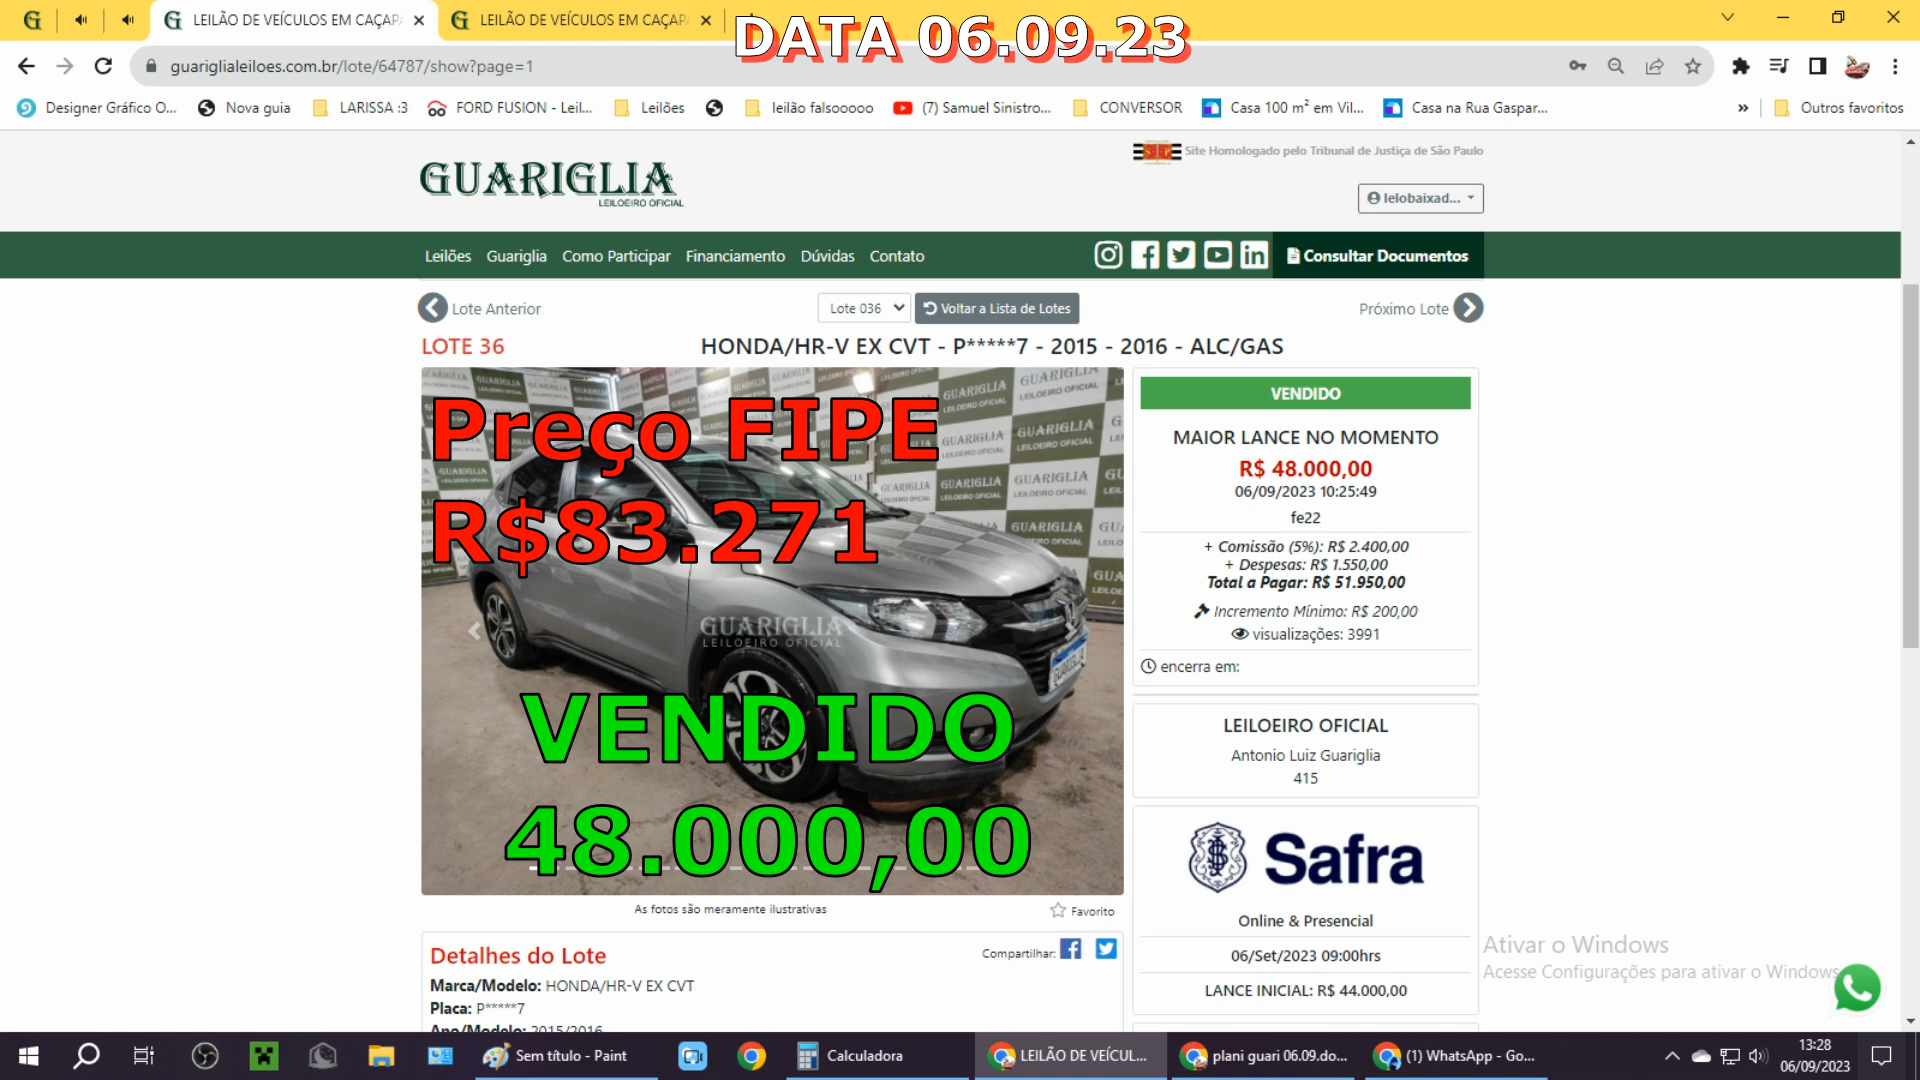 LEILÃO DE VEÍCULOS EM CAÇAPA
LEILÃO DE VEÍCULOS EM CAÇAP
DATA 06.09.23
guariglialeiloes.com.br/lote/64787/show?page=1
Designer Gráfico O...
Nova guia
LARISSA :3
FORD FUSION - Leil...
Leilões
leilão falsooooo
(7) Samuel Sinistro...
CONVERSOR
Casa 100 m² em Vil...
Casa na Rua Gaspar...
»
Outros favoritos
GUARIGLIA
LEILOEIRO OFICIAL
Site Homologado pelo Tribunal de Justiça de São Paulo
lelobaixad...
Leilões Guariglia Como Participar Financiamento Dúvidas Contato
Consultar Documentos
Lote Anterior
Lote 036
Voltar a Lista de Lotes
Próximo Lote
LOTE 36
HONDA/HR-V EX CVT - P*****7 - 2015 - 2016 - ALC/GAS
Preço FIPE
R$83.271
GUARIGLIA
LEILOEIRO OFICIAL
GUARIGLIA
VENDIDO
48.000,00
As fotos são meramente ilustrativas
Favorito
VENDIDO
MAIOR LANCE NO MOMENTO
R$ 48.000,00
06/09/2023 10:25:49
fe22
+ Comissão (5%): R$ 2.400,00
+ Despesas: R$ 1.550,00
Total a Pagar: R$ 51.950,00
Incremento Mínimo: R$ 200,00
visualizações: 3991
encerra em:
LEILOEIRO OFICIAL
Antonio Luiz Guariglia
415
Safra
Online & Presencial
06/Set/2023 09:00hrs
LANCE INICIAL: R$ 44.000,00
Detalhes do Lote
Compartilhar:
Marca/Modelo: HONDA/HR-V EX CVT
Placa: P*****7
Ano/Modelo: 2015/2016
Ativar o Windows
Acesse Configurações para ativar o Windows
Sem título - Paint
Calculadora
LEILÃO DE VEÍCUL...
plani guari 06.09.do...
(1) WhatsApp - Go...
13:28
06/09/2023